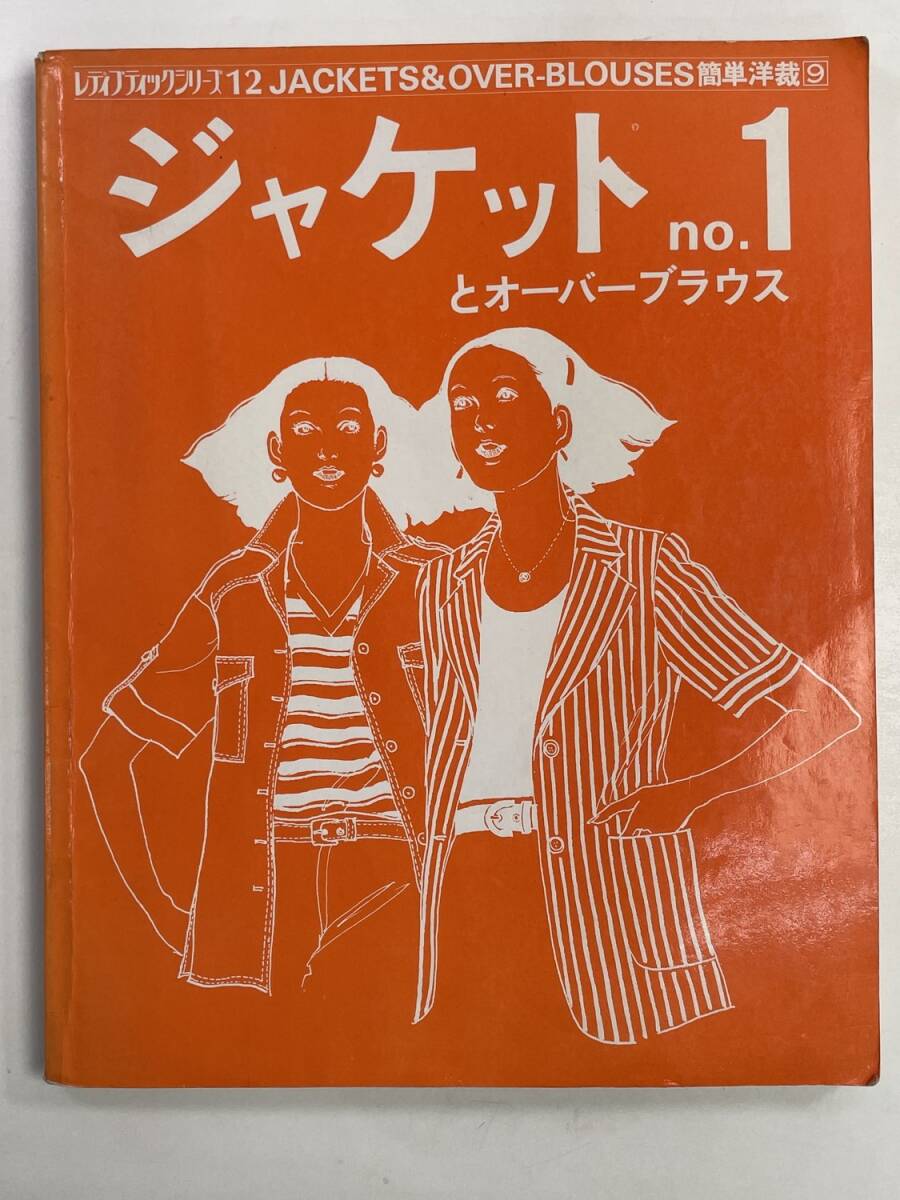 レディブティックシリーズ12 JACKETS&OVER-BLOUSES簡単洋裁9
ジャケット no.1
とオーバーブラウス